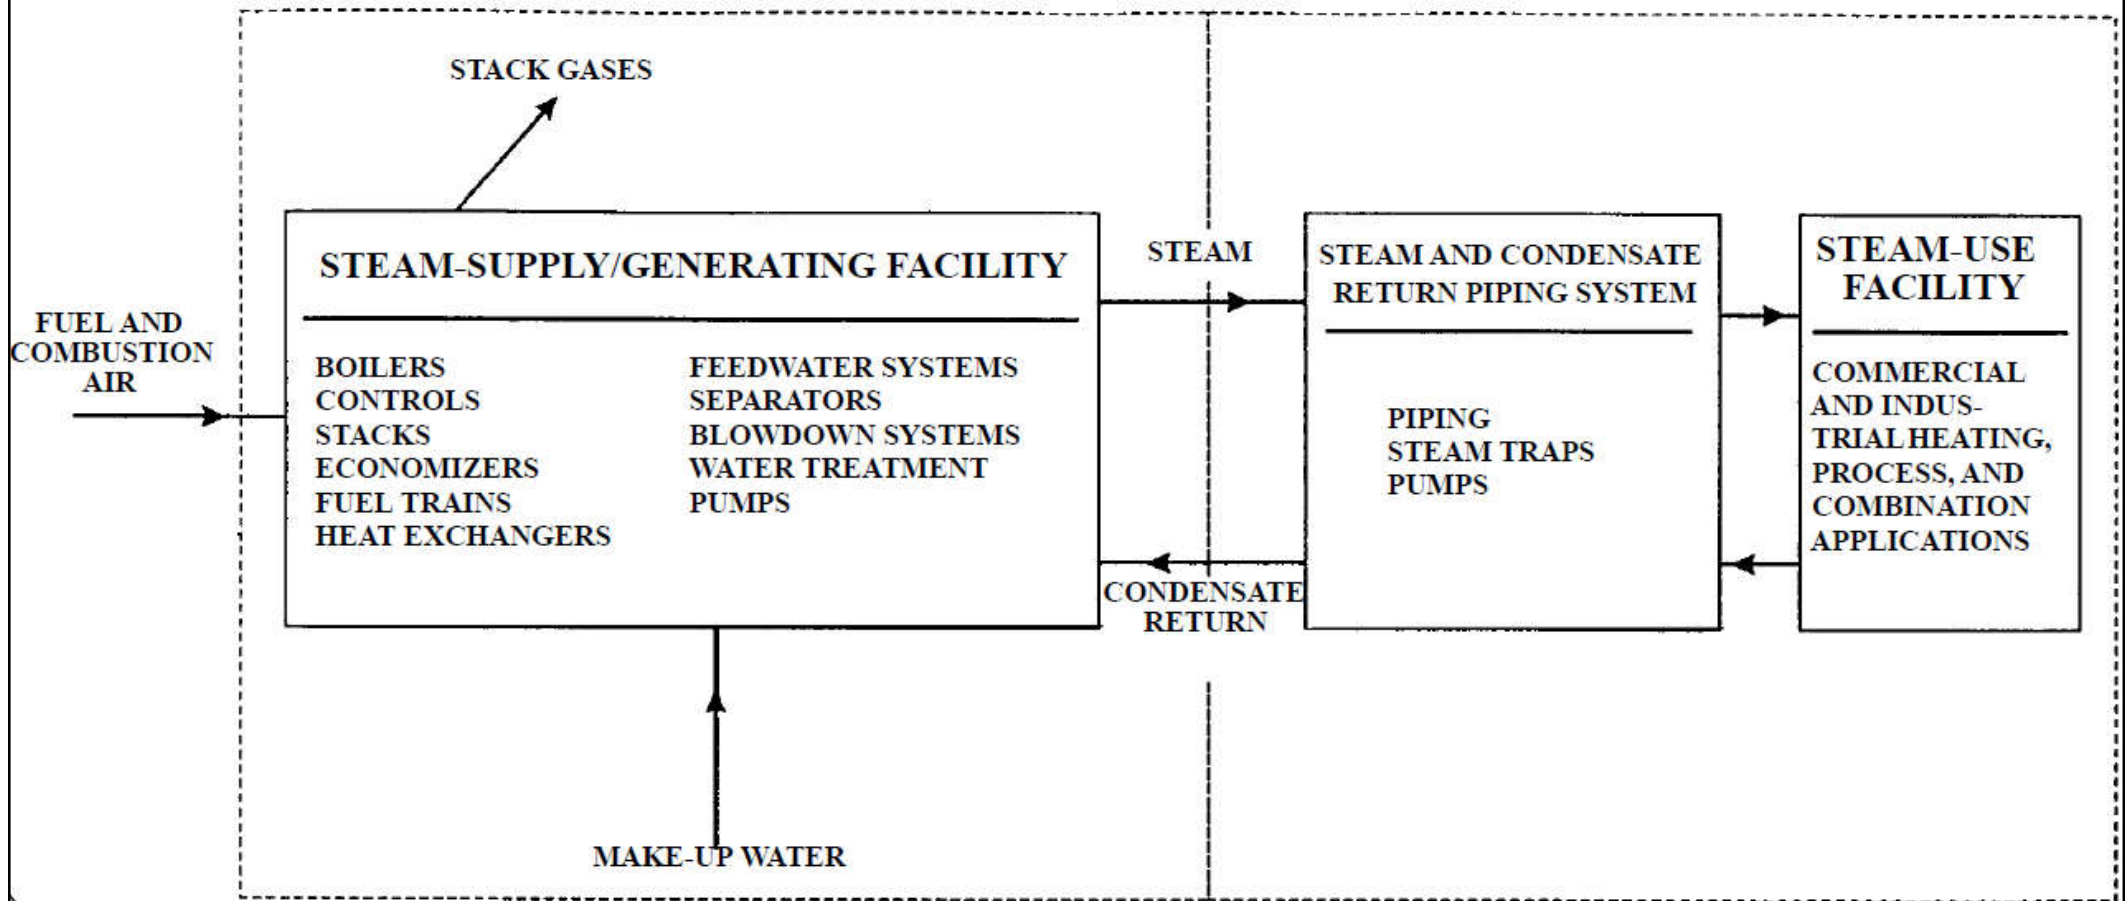 STACK GASES
STEAM-SUPPLY/GENERATING FACILITY
FUEL AND
COMBUSTION
AIR
BOILERS
CONTROLS
STACKS
ECONOMIZERS
FUEL TRAINS
HEAT EXCHANGERS
FEEDWATER SYSTEMS
SEPARATORS
BLOWDOWN SYSTEMS
WATER TREATMENT
PUMPS
STEAM
CONDENSATE
RETURN
MAKE-UP WATER
STEAM AND CONDENSATE
RETURN PIPING SYSTEM
PIPING
STEAM TRAPS
PUMPS
STEAM-USE
FACILITY
COMMERCIAL
AND INDUS-
TRIAL HEATING,
PROCESS, AND
COMBINATION
APPLICATIONS